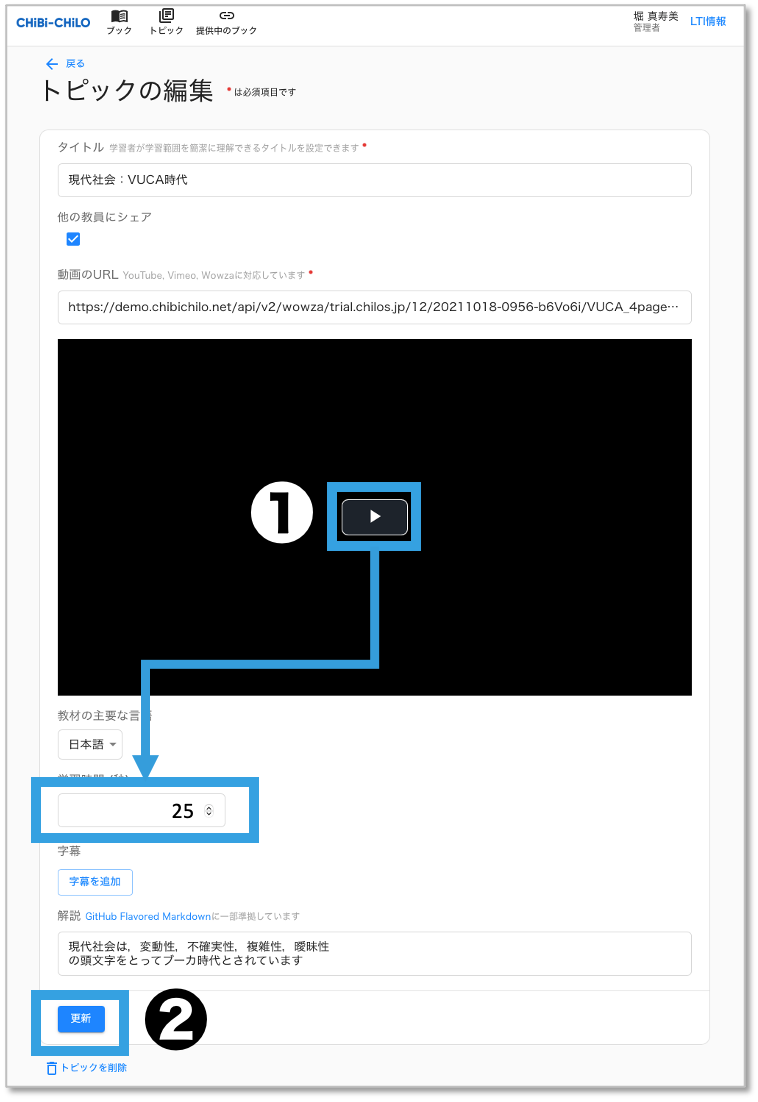 CHiBi-CHiLO
ブック
トピック
提供中のブック
堀 真寿美
管理者
LTI情報
戻る
トピックの編集 * は必須項目です
タイトル 学習者が学習範囲を簡潔に理解できるタイトルを設定できます *
現代社会：VUCA時代
他の教員にシェア
動画のURL YouTube, Vimeo, Wowzaに対応しています *
https://demo.chibichilo.net/api/v2/wowza/trial.chilos.jp/12/20211018-0956-b6Vo6i/VUCA_4page…
1
教材の主要な言語
日本語
25
字幕
字幕を追加
解説 GitHub Flavored Markdownに一部準拠しています
現代社会は，変動性，不確実性，複雑性，曖昧性
の頭文字をとってブーカ時代とされています
更新
2
トピックを削除